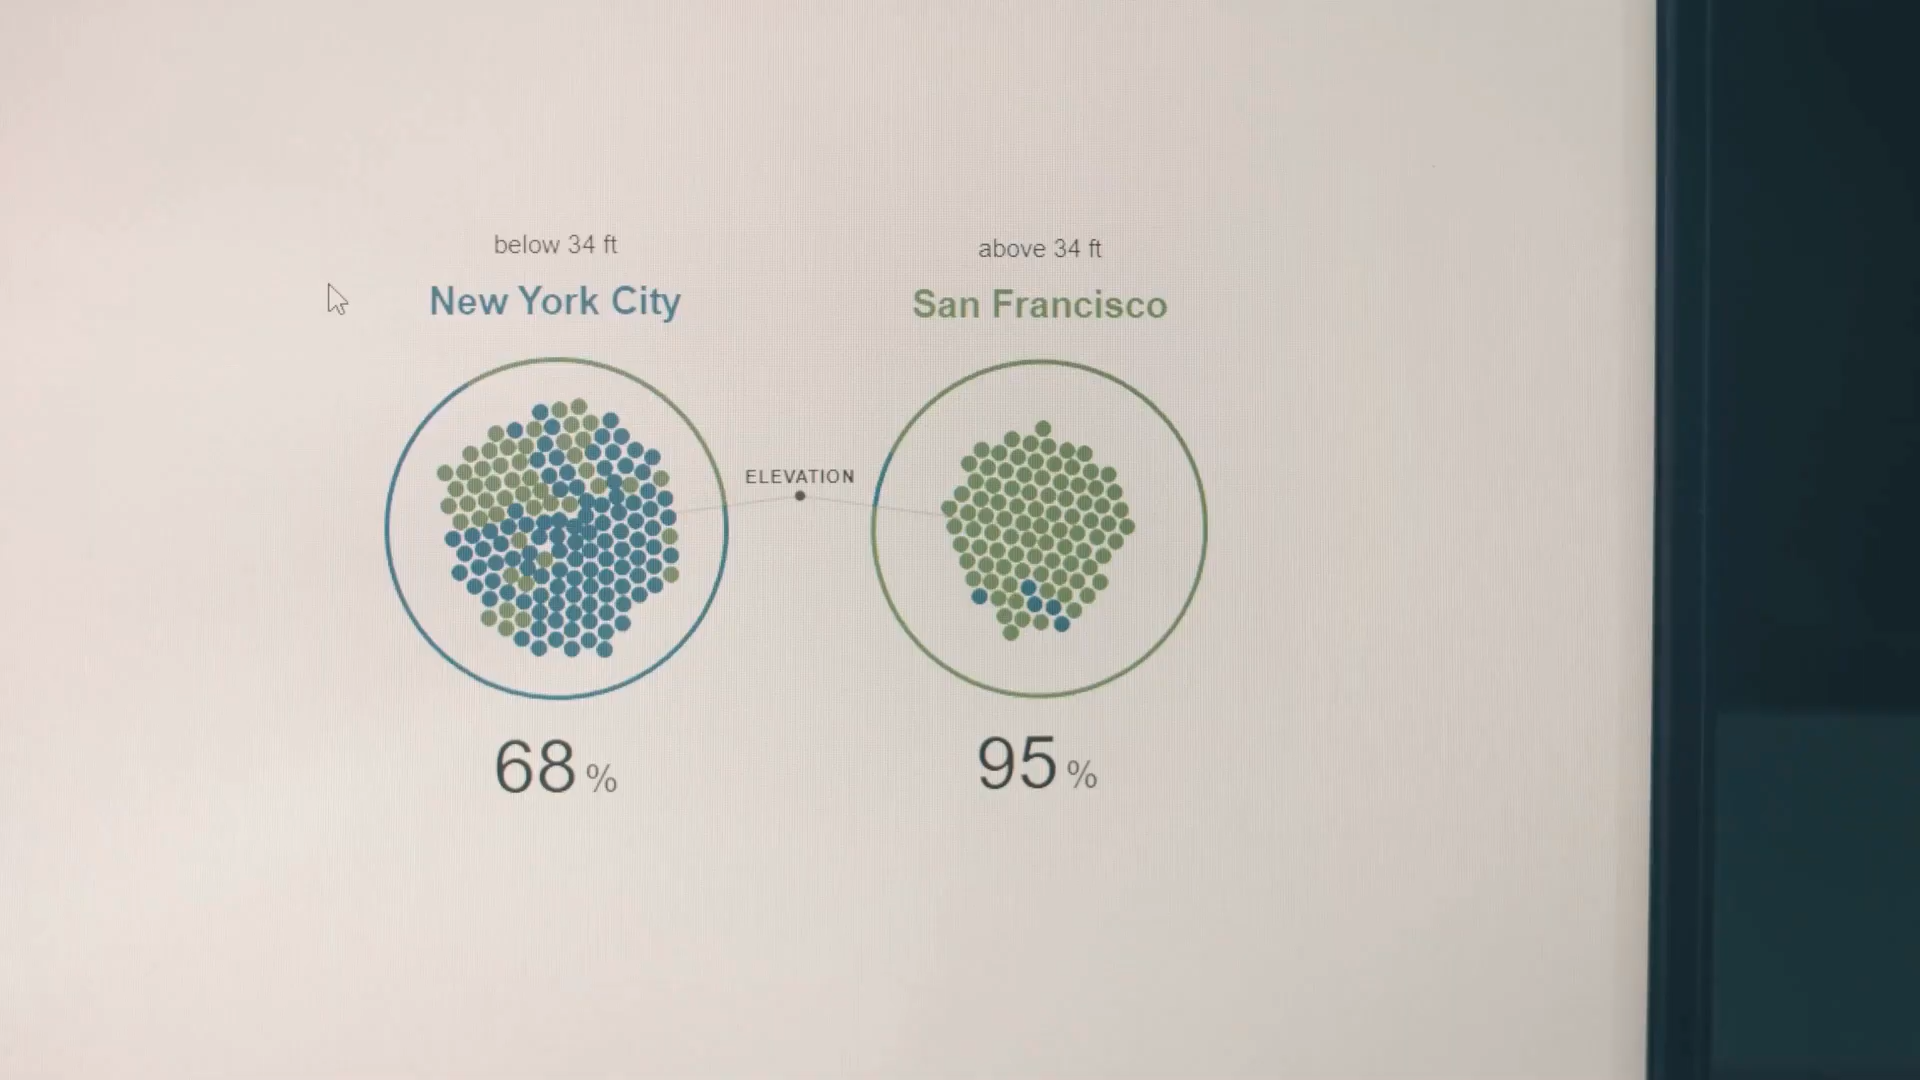 below 34 ft
New York City
above 34 ft
San Francisco
ELEVATION
68 %
95 %